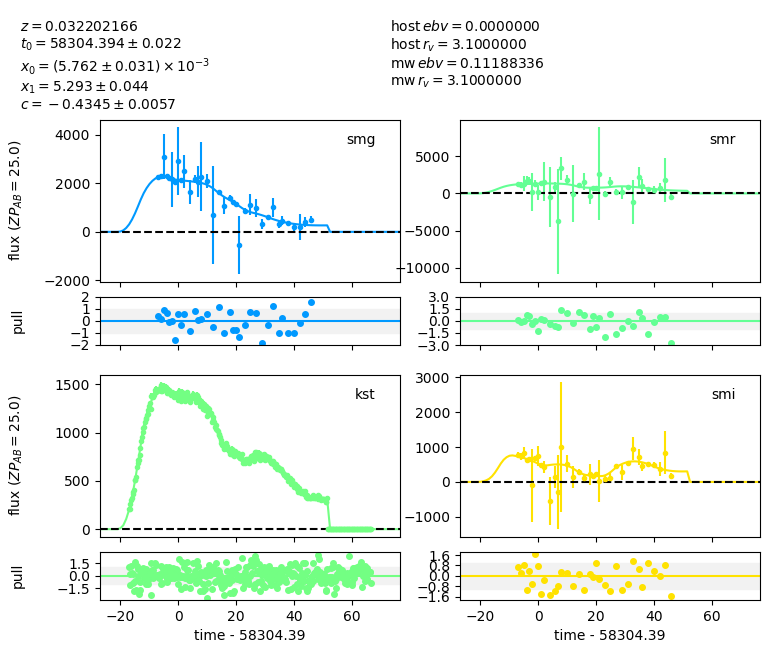 z = 0.032202166
t₀ = 58304.394 ± 0.022
x₀ = (5.762 ± 0.031) × 10⁻³
x₁ = 5.293 ± 0.044
c = −0.4345 ± 0.0057
host ebv = 0.0000000
host r_v = 3.1000000
mw ebv = 0.11188336
mw r_v = 3.1000000
smg
flux (ZP_AB = 25.0)
4000
2000
0
−2000
smr
5000
0
−5000
−10000
pull
2
1
0
−1
−2
3.0
1.5
0.0
−1.5
−3.0
kst
flux (ZP_AB = 25.0)
1500
1000
500
0
smi
3000
2000
1000
0
−1000
pull
1.5
0.0
−1.5
−20 0 20 40 60
time - 58304.39
1.6
0.8
0.0
−0.8
−1.6
−20 0 20 40 60
time - 58304.39